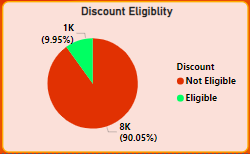 Discount Eligiblity
1K
(9.95%)
Discount
Not Eligible
Eligible
8K
(90.05%)